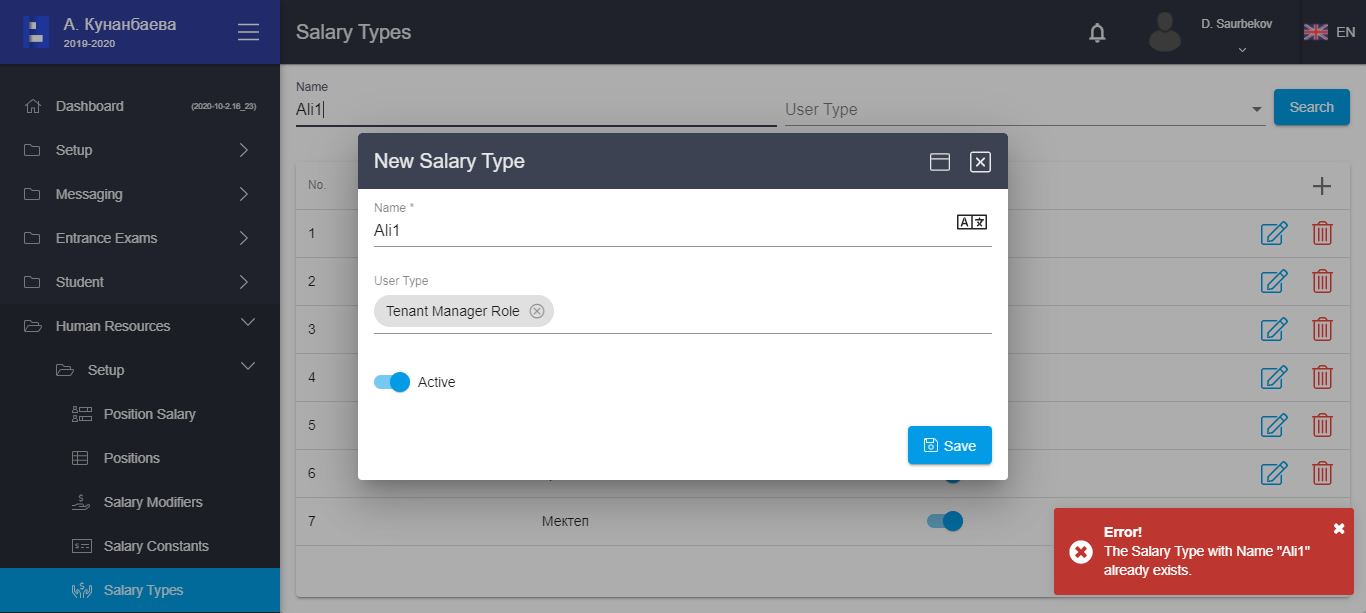 А. Кунанбаева
2019-2020
Salary Types
D. Saurbekov
EN
Dashboard
(2020-10-2.16_23)
Setup
Messaging
Entrance Exams
Student
Human Resources
Setup
Position Salary
Positions
Salary Modifiers
Salary Constants
Salary Types
Name
Ali1
User Type
Search
No.
1
2
3
4
5
6
7
Мектеп
New Salary Type
Name *
Ali1
User Type
Tenant Manager Role
Active
Save
Error!
The Salary Type with Name "Ali1"
already exists.